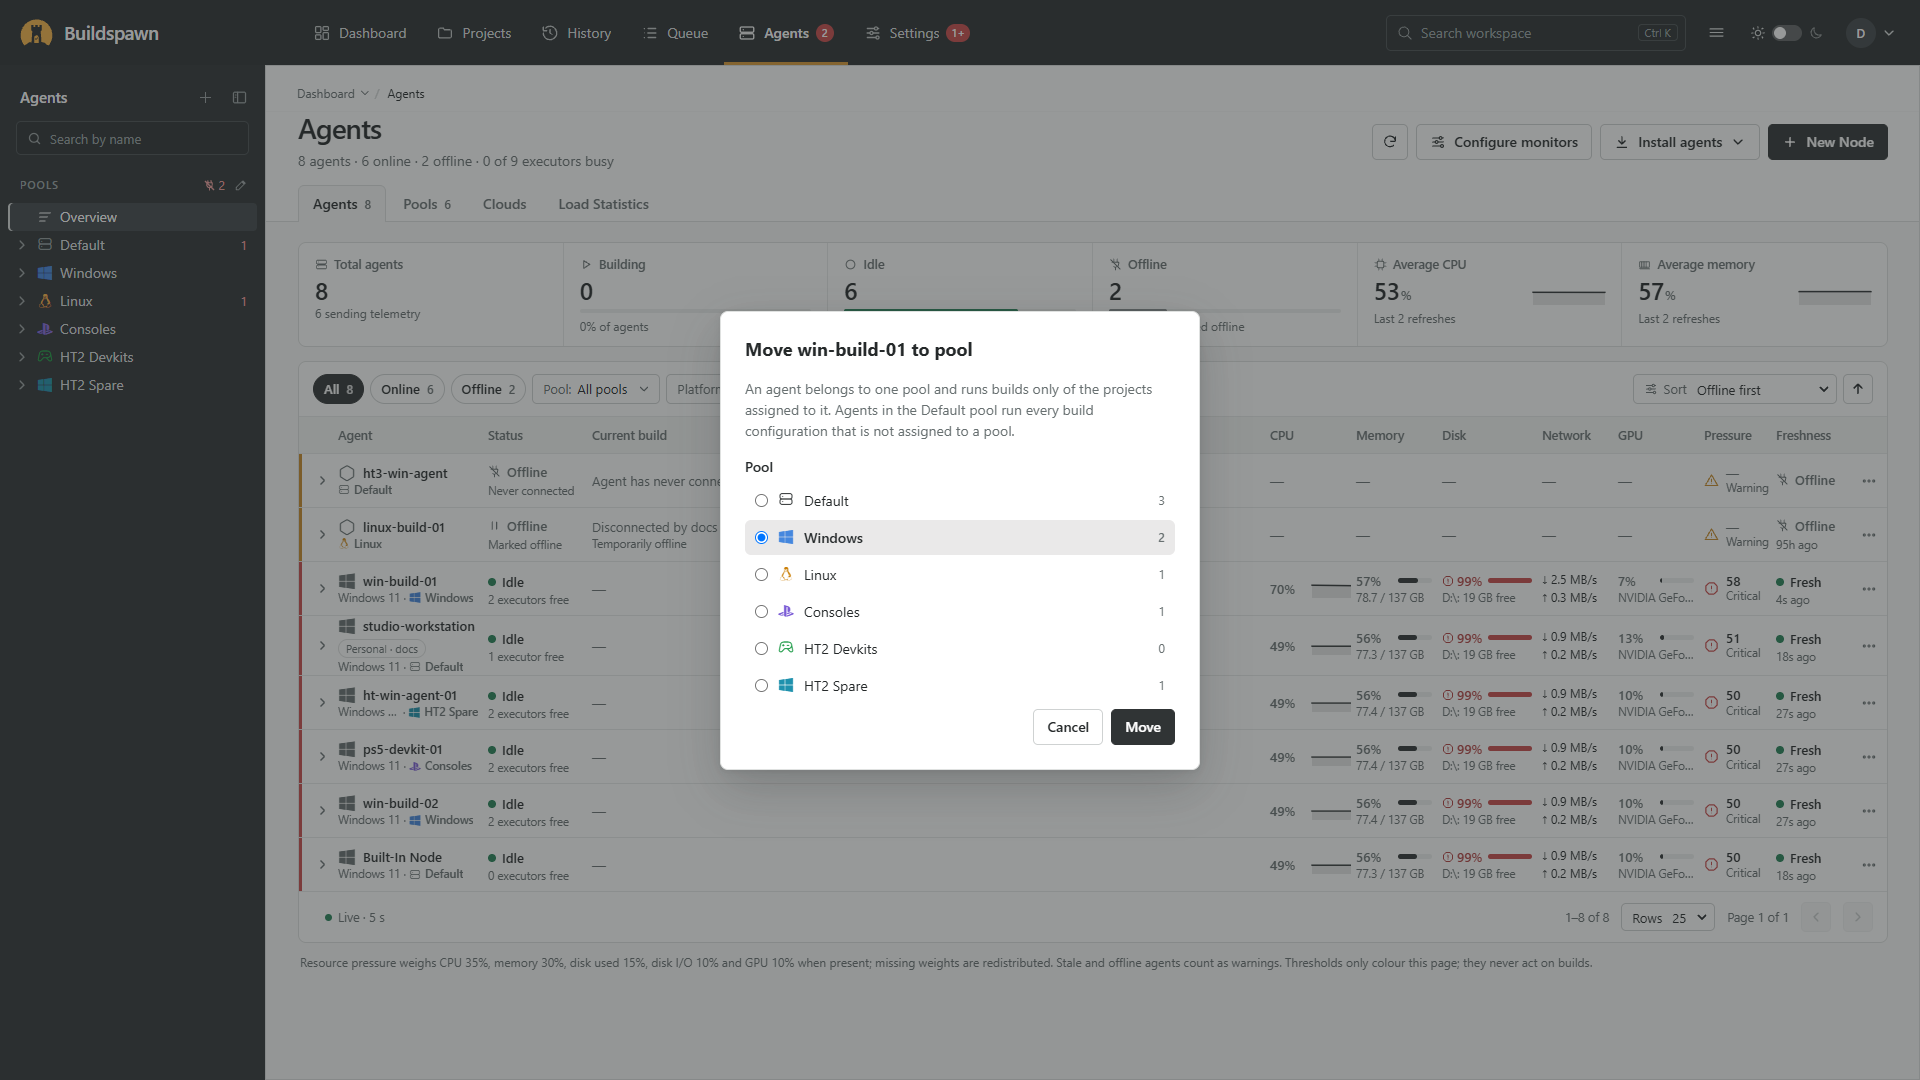 Buildspawn
Dashboard
Projects
History
Queue
Agents 2
Settings 1+
Search workspace Ctrl K
D
Agents
Search by name
POOLS 2
Overview
Default 1
Windows
Linux 1
Consoles
HT2 Devkits
HT2 Spare
Dashboard / Agents
Agents
8 agents · 6 online · 2 offline · 0 of 9 executors busy
Configure monitors
Install agents
New Node
Agents 8
Pools 6
Clouds
Load Statistics
Total agents
8
6 sending telemetry
Building
0
0% of agents
Idle
6
Offline
2
d offline
Average CPU
53%
Last 2 refreshes
Average memory
57%
Last 2 refreshes
All 8
Online 6
Offline 2
Pool: All pools
Platforr
Sort Offline first
Agent Status Current build CPU Memory Disk Network GPU Pressure Freshness
ht3-win-agent Offline Agent has never conne — — — — — — Offline
Default Never connected Warning
linux-build-01 Offline Disconnected by docs — — — — — — Offline
Linux Marked offline Temporarily offline Warning 95h ago
win-build-01 Idle — 70% 57% 99% ↓ 2.5 MB/s 7% 58 Fresh
Windows 11 · Windows 2 executors free 78.7 / 137 GB D:\: 19 GB free ↑ 0.3 MB/s NVIDIA GeFo... Critical 4s ago
studio-workstation Idle — 49% 56% 99% ↓ 0.9 MB/s 13% 51 Fresh
Personal · docs 1 executor free 77.3 / 137 GB D:\: 19 GB free ↑ 0.2 MB/s NVIDIA GeFo... Critical 18s ago
Windows 11 · Default
ht-win-agent-01 Idle — 49% 56% 99% ↓ 0.9 MB/s 10% 50 Fresh
Windows ... · HT2 Spare 2 executors free 77.4 / 137 GB D:\: 19 GB free ↑ 0.2 MB/s NVIDIA GeFo... Critical 27s ago
ps5-devkit-01 Idle — 49% 56% 99% ↓ 0.9 MB/s 10% 50 Fresh
Windows 11 · Consoles 2 executors free 77.4 / 137 GB D:\: 19 GB free ↑ 0.2 MB/s NVIDIA GeFo... Critical 27s ago
win-build-02 Idle — 49% 56% 99% ↓ 0.9 MB/s 10% 50 Fresh
Windows 11 · Windows 2 executors free 77.4 / 137 GB D:\: 19 GB free ↑ 0.2 MB/s NVIDIA GeFo... Critical 27s ago
Built-In Node Idle — 49% 56% 99% ↓ 0.9 MB/s 10% 50 Fresh
Windows 11 · Default 0 executors free 77.3 / 137 GB D:\: 19 GB free ↑ 0.2 MB/s NVIDIA GeFo... Critical 18s ago
Live · 5 s
1–8 of 8
Rows 25
Page 1 of 1
Resource pressure weighs CPU 35%, memory 30%, disk used 15%, disk I/O 10% and GPU 10% when present; missing weights are redistributed. Stale and offline agents count as warnings. Thresholds only colour this page; they never act on builds.
Move win-build-01 to pool
An agent belongs to one pool and runs builds only of the projects
assigned to it. Agents in the Default pool run every build
configuration that is not assigned to a pool.
Pool
Default 3
Windows 2
Linux 1
Consoles 1
HT2 Devkits 0
HT2 Spare 1
Cancel
Move